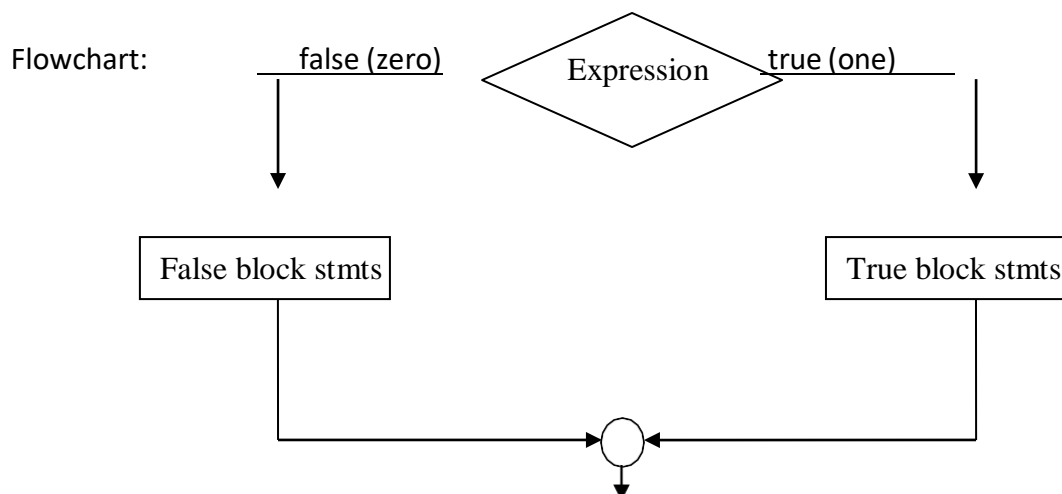 Flowchart:
false (zero)
Expression
true (one)
False block stmts
True block stmts